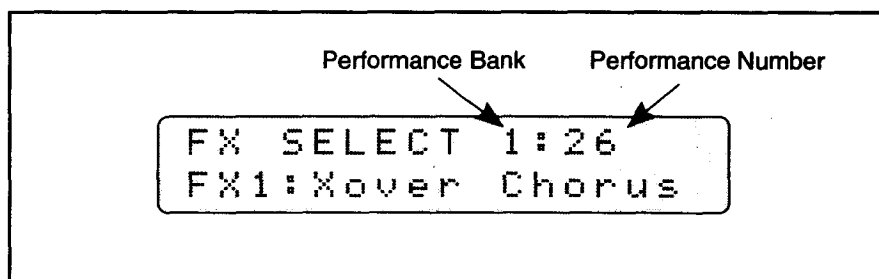 Performance Bank Performance Number
FX SELECT 1:26
FX1:Xover Chorus